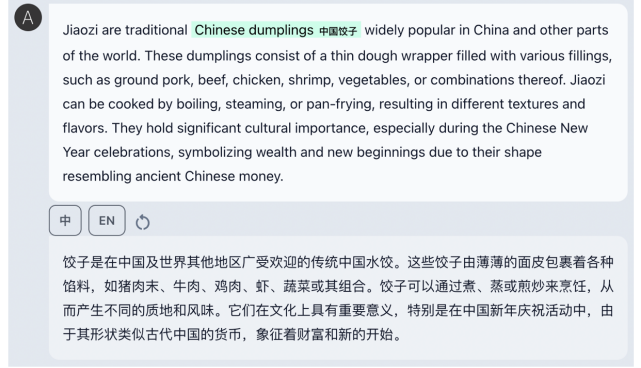 A
Jiaozi are traditional Chinese dumplings 中国饺子 widely popular in China and other parts
of the world. These dumplings consist of a thin dough wrapper filled with various fillings,
such as ground pork, beef, chicken, shrimp, vegetables, or combinations thereof. Jiaozi
can be cooked by boiling, steaming, or pan-frying, resulting in different textures and
flavors. They hold significant cultural importance, especially during the Chinese New
Year celebrations, symbolizing wealth and new beginnings due to their shape
resembling ancient Chinese money.
中 EN
饺子是在中国及世界其他地区广受欢迎的传统中国水饺。这些饺子由薄薄的面皮包裹着各种
馅料，如猪肉末、牛肉、鸡肉、虾、蔬菜或其组合。饺子可以通过煮、蒸或煎炒来烹饪，从
而产生不同的质地和风味。它们在文化上具有重要意义，特别是在中国新年庆祝活动中，由
于其形状类似古代中国的货币，象征着财富和新的开始。